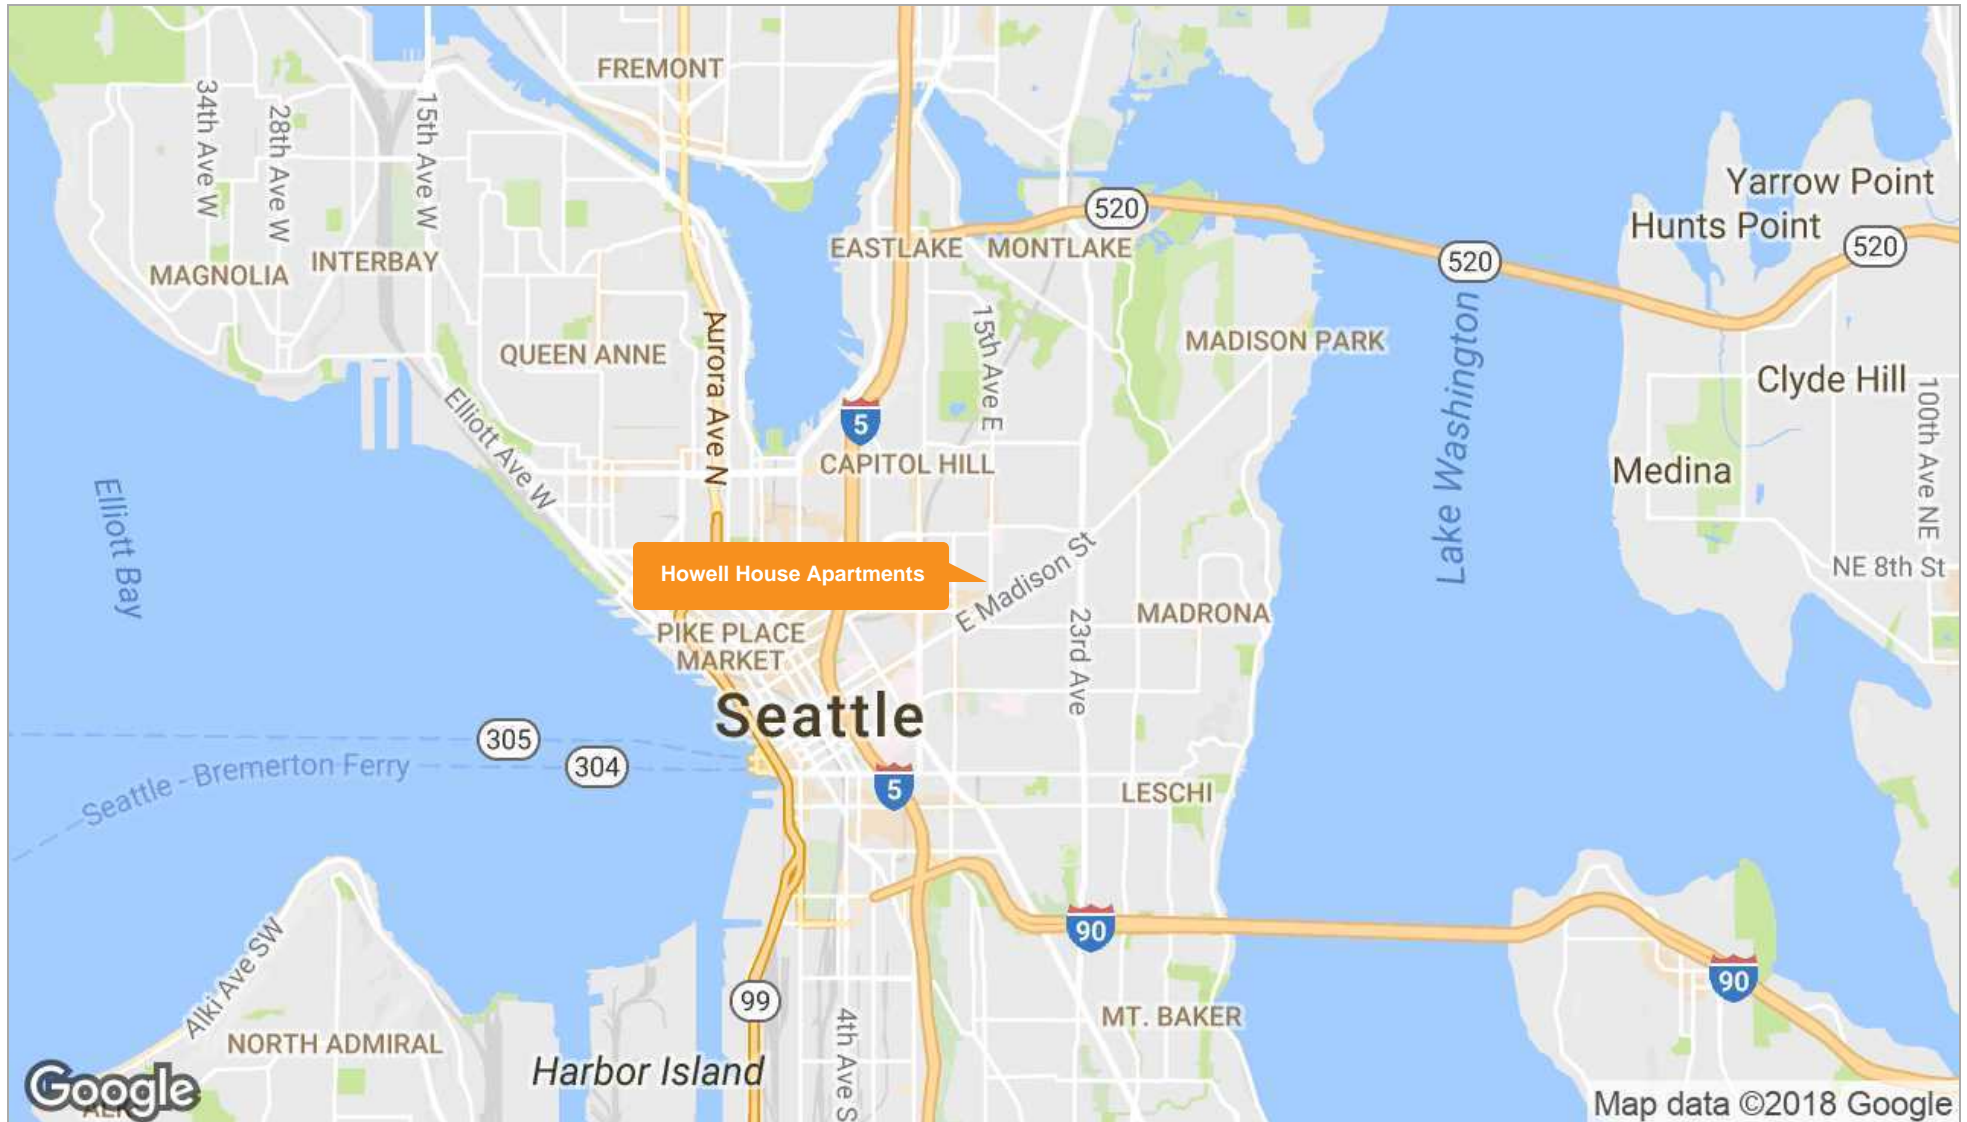 FREMONT
34th Ave W
28th Ave W
15th Ave W
Yarrow Point
Hunts Point
520
520
520
EASTLAKE
MONTLAKE
MAGNOLIA
INTERBAY
QUEEN ANNE
Aurora Ave N
15th Ave E
MADISON PARK
Lake Washington
Clyde Hill
100th Ave NE
Elliott Ave W
5
CAPITOL HILL
Medina
Elliott Bay
Howell House Apartments
E Madison St
NE 8th St
MADRONA
23rd Ave
PIKE PLACE
MARKET
Seattle
305
304
Seattle - Bremerton Ferry
5
LESCHI
90
90
99
Alki Ave SW
NORTH ADMIRAL
Harbor Island
4th Ave S
MT. BAKER
Google
Map data ©2018 Google